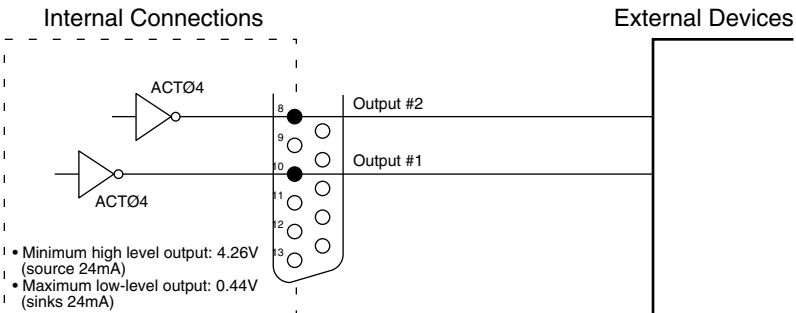 Internal Connections
External Devices
ACTØ4
8
Output #2
9
10
Output #1
ACTØ4
11
12
13
• Minimum high level output: 4.26V
(source 24mA)
• Maximum low-level output: 0.44V
(sinks 24mA)